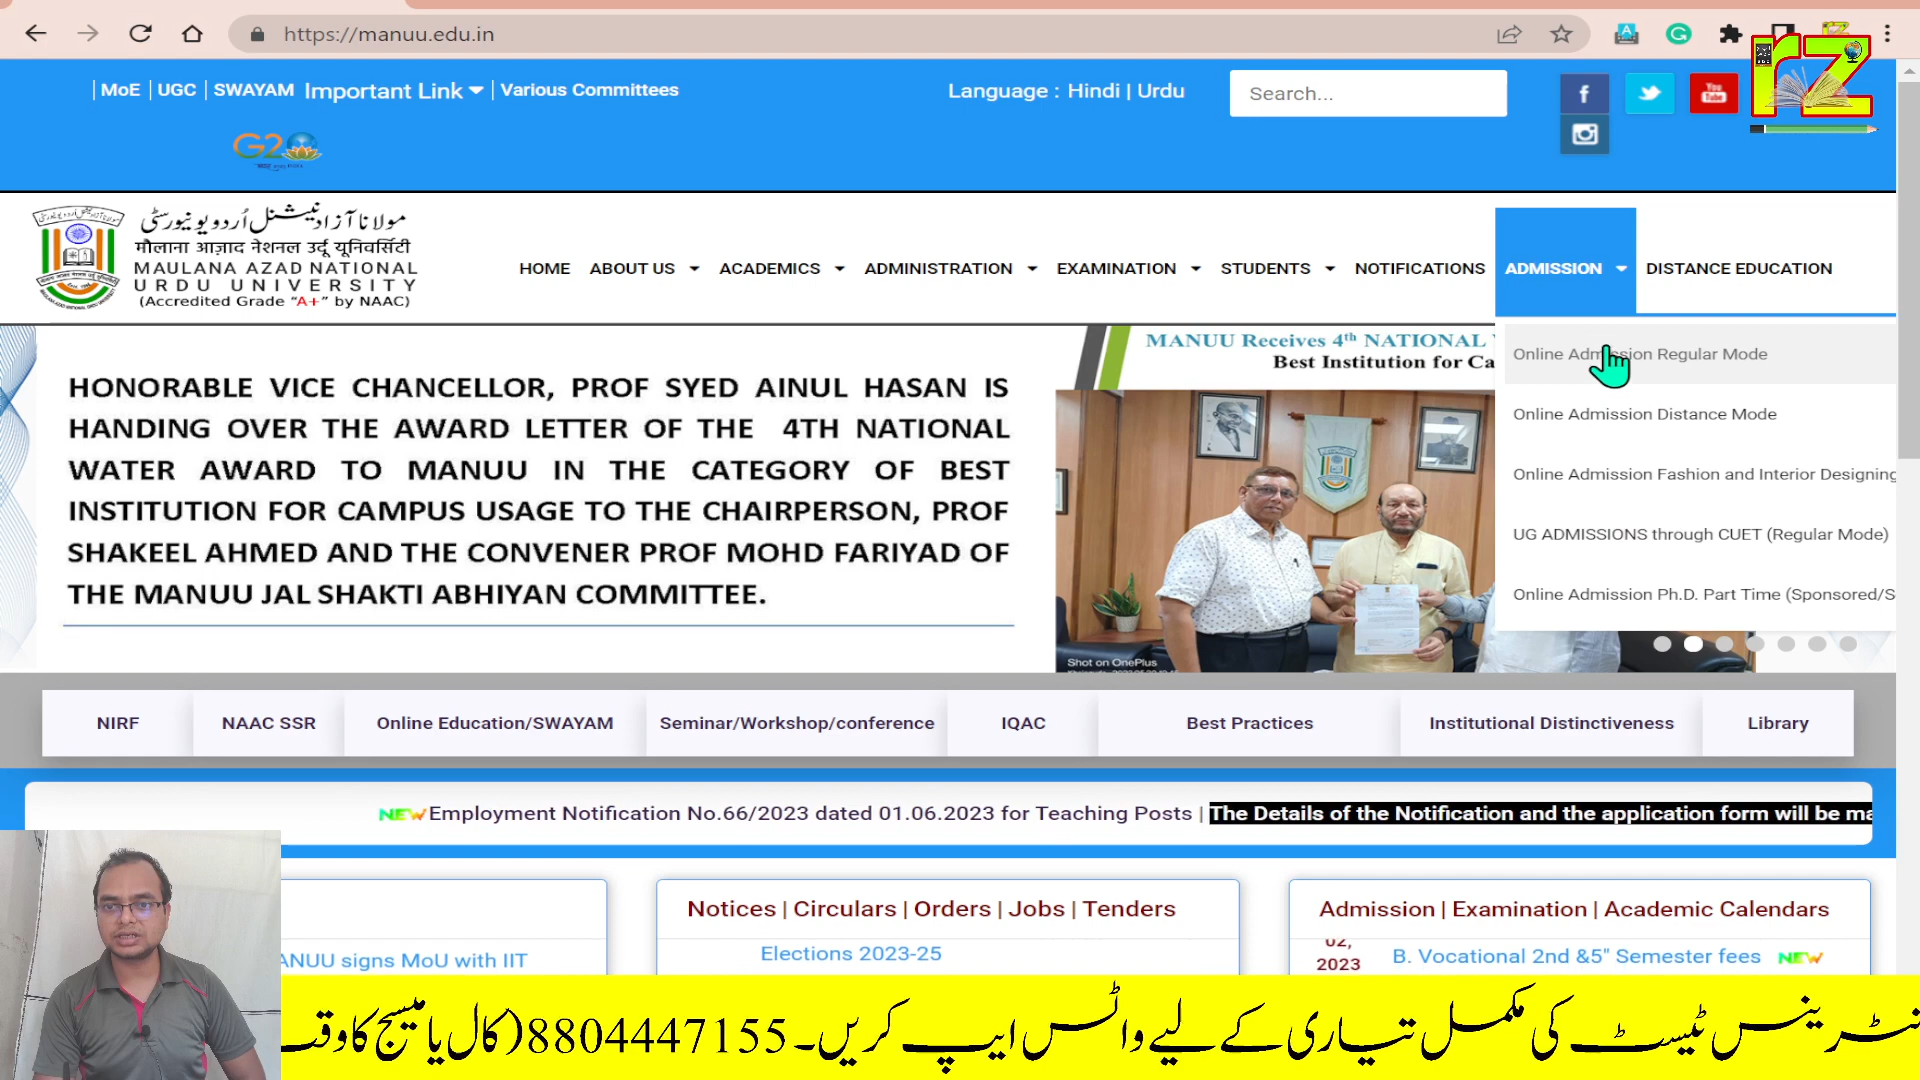 https://manuu.edu.in
MoE | UGC | SWAYAM Important Link | Various Committees
Language : Hindi | Urdu
Search...
You Tube
rz
G20
مولانا آزاد نیشنل اُردو یونیورسٹی
मौलाना आज़ाद नेशनल उर्दू यूनिवर्सिटी
MAULANA AZAD NATIONAL
URDU UNIVERSITY
(Accredited Grade “A+” by NAAC)
HOME ABOUT US ACADEMICS ADMINISTRATION EXAMINATION STUDENTS NOTIFICATIONS ADMISSION DISTANCE EDUCATION
Online Admission Regular Mode
Online Admission Distance Mode
Online Admission Fashion and Interior Designing
UG ADMISSIONS through CUET (Regular Mode)
Online Admission Ph.D. Part Time (Sponsored/S
MANUU Receives 4th NATIONAL
Best Institution for Ca
HONORABLE VICE CHANCELLOR, PROF SYED AINUL HASAN IS
HANDING OVER THE AWARD LETTER OF THE 4TH NATIONAL
WATER AWARD TO MANUU IN THE CATEGORY OF BEST
INSTITUTION FOR CAMPUS USAGE TO THE CHAIRPERSON, PROF
SHAKEEL AHMED AND THE CONVENER PROF MOHD FARIYAD OF
THE MANUU JAL SHAKTI ABHIYAN COMMITTEE.
Shot on OnePlus
NIRF NAAC SSR Online Education/SWAYAM Seminar/Workshop/conference IQAC Best Practices Institutional Distinctiveness Library
NEW Employment Notification No.66/2023 dated 01.06.2023 for Teaching Posts | The Details of the Notification and the application form will be ma
Notices | Circulars | Orders | Jobs | Tenders
Admission | Examination | Academic Calendars
ANUU signs MoU with IIT
Elections 2023-25
02,
2023
B. Vocational 2nd &5" Semester fees NEW
نٹرینس ٹیسٹ کی مکمل تیاری کے لیے واٹس ایپ کریں۔ 8804447155 (کال یا میسج کا وقت